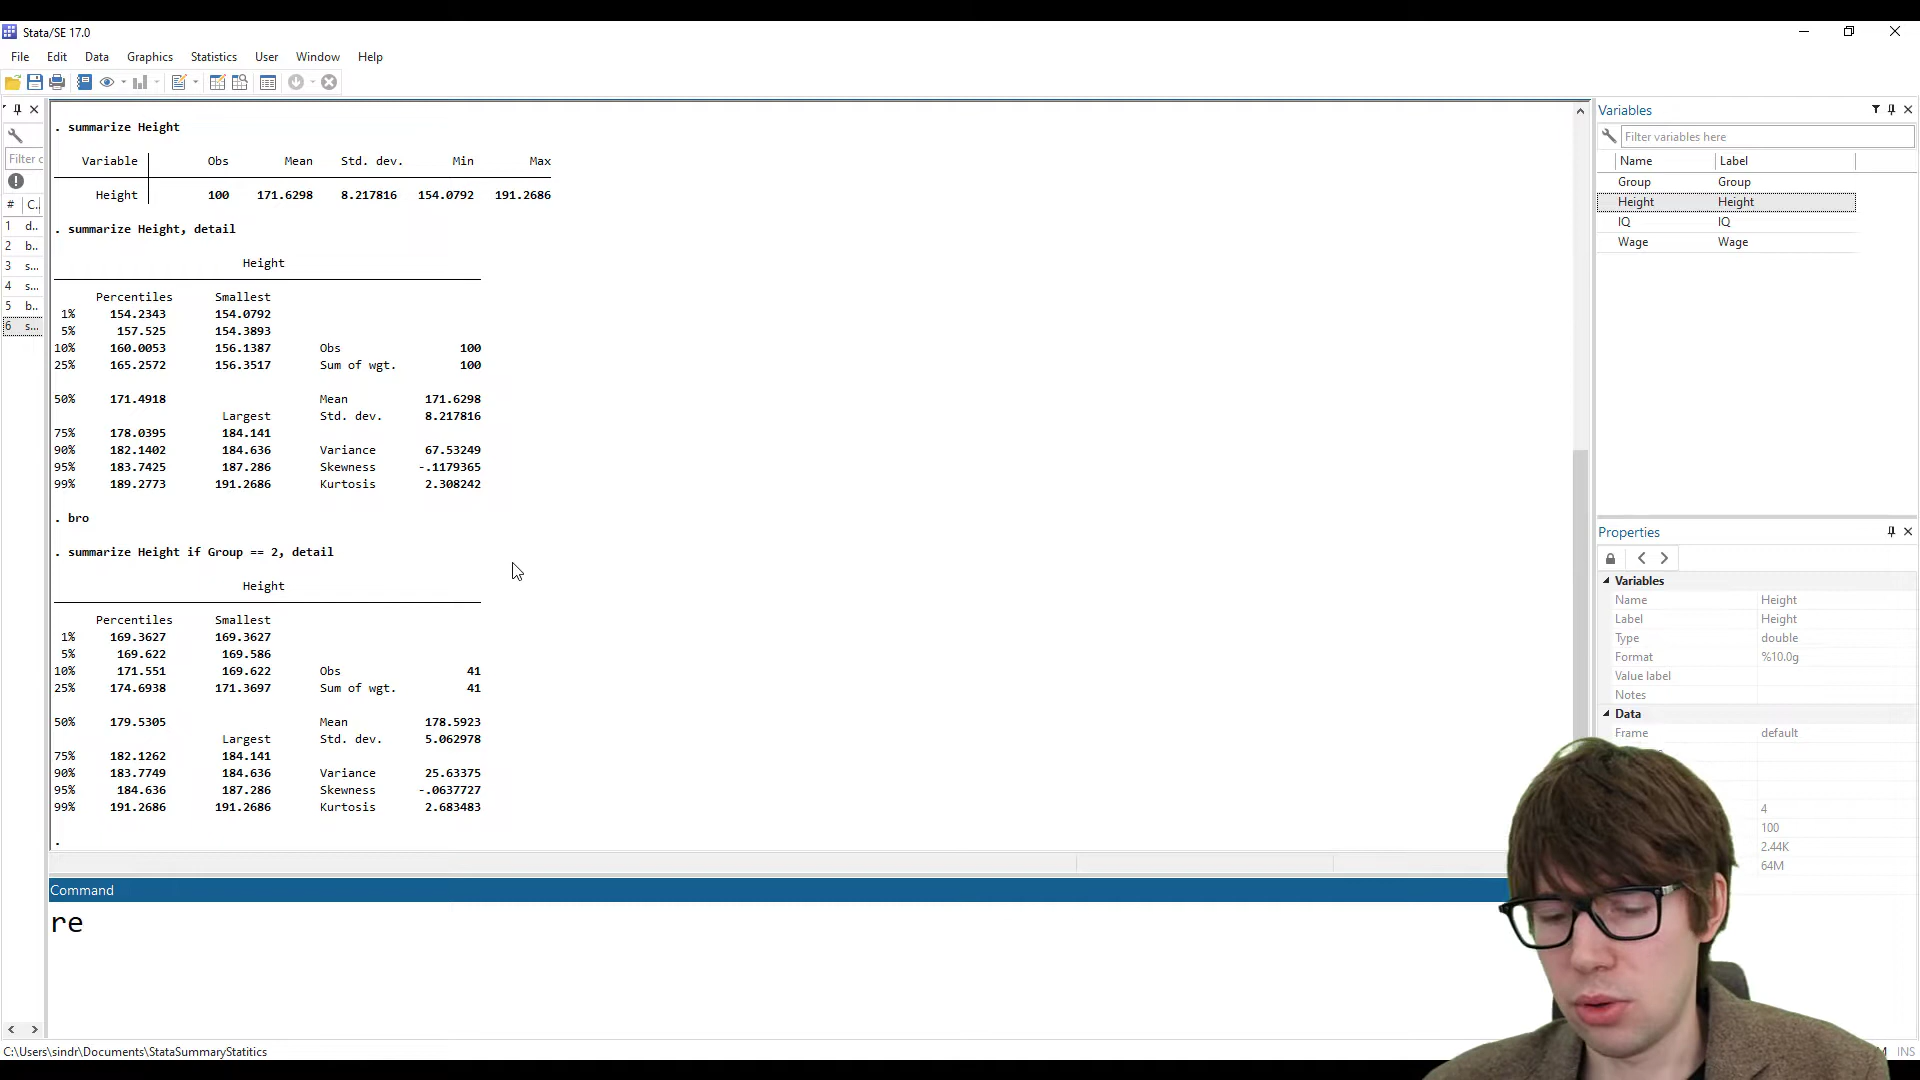 Stata/SE 17.0
File Edit Data Graphics Statistics User Window Help
. summarize Height
Variable Obs Mean Std. dev. Min Max
Height 100 171.6298 8.217816 154.0792 191.2686
. summarize Height, detail
Height
Percentiles Smallest
1% 154.2343 154.0792
5% 157.525 154.3893
10% 160.0053 156.1387 Obs 100
25% 165.2572 156.3517 Sum of wgt. 100
50% 171.4918 Mean 171.6298
Largest Std. dev. 8.217816
75% 178.0395 184.141
90% 182.1402 184.636 Variance 67.53249
95% 183.7425 187.286 Skewness -.1179365
99% 189.2773 191.2686 Kurtosis 2.308242
. bro
. summarize Height if Group == 2, detail
Height
Percentiles Smallest
1% 169.3627 169.3627
5% 169.622 169.586
10% 171.551 169.622 Obs 41
25% 174.6938 171.3697 Sum of wgt. 41
50% 179.5305 Mean 178.5923
Largest Std. dev. 5.062978
75% 182.1262 184.141
90% 183.7749 184.636 Variance 25.63375
95% 184.636 187.286 Skewness -.0637727
99% 191.2686 191.2686 Kurtosis 2.683483
.
Command
re
Filter c
# C.
1 d..
2 b..
3 s...
4 s...
5 b..
6 s...
Variables
Filter variables here
Name Label
Group Group
Height Height
IQ IQ
Wage Wage
Properties
Variables
Name Height
Label Height
Type double
Format %10.0g
Value label
Notes
Data
Frame default
4
100
2.44K
64M
C:\Users\sindr\Documents\StataSummaryStatitics
INS